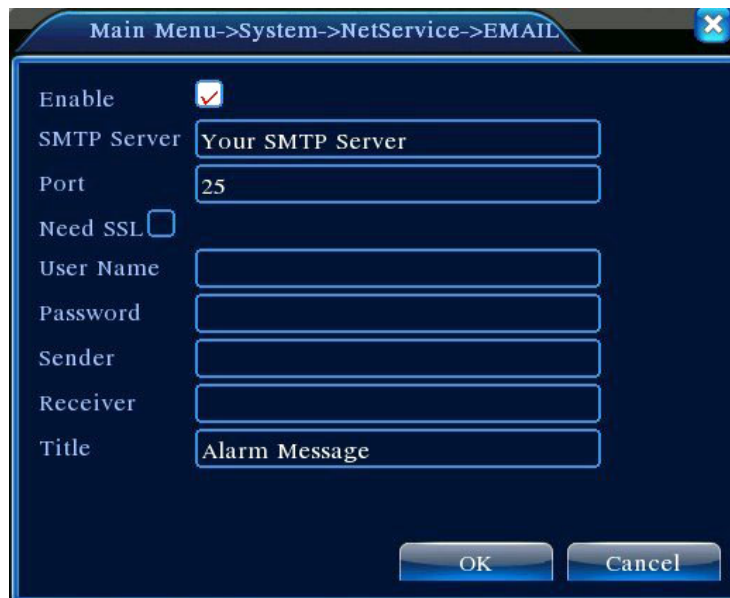 Main Menu->System->NetService->EMAIL
Enable
SMTP Server Your SMTP Server
Port 25
Need SSL
User Name
Password
Sender
Receiver
Title Alarm Message
OK Cancel